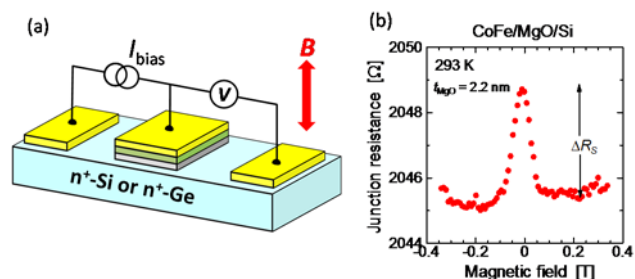 (a)
I_bias
V
B
n⁺-Si or n⁺-Ge
(b)
CoFe/MgO/Si
2050
2048
2046
2044
Junction resistance [Ω]
293 K
t_MgO = 2.2 nm
ΔR_S
-0.4 -0.2 0 0.2 0.4
Magnetic field [T]